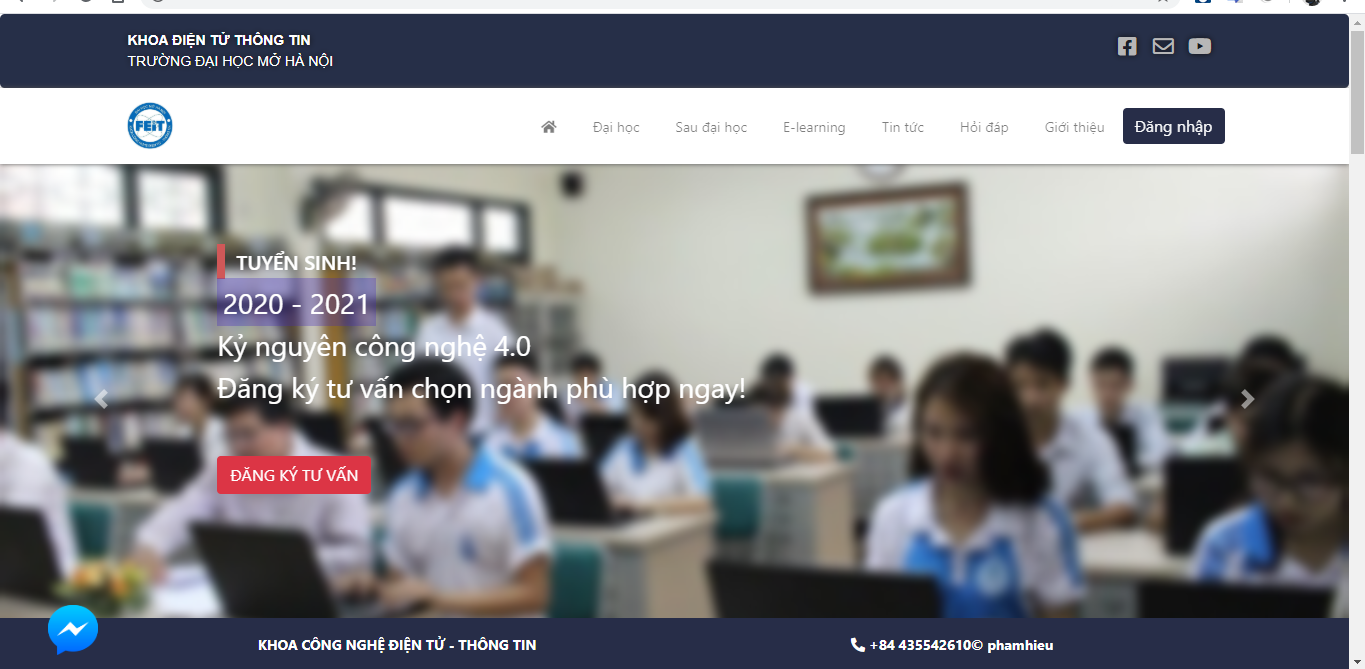 KHOA ĐIỆN TỬ THÔNG TIN
TRƯỜNG ĐẠI HỌC MỞ HÀ NỘI
FEIT
Đại học
Sau đại học
E-learning
Tin tức
Hỏi đáp
Giới thiệu
Đăng nhập
TUYỂN SINH!
2020 - 2021
Kỷ nguyên công nghệ 4.0
Đăng ký tư vấn chọn ngành phù hợp ngay!
ĐĂNG KÝ TƯ VẤN
KHOA CÔNG NGHỆ ĐIỆN TỬ - THÔNG TIN
+84 435542610© phamhieu